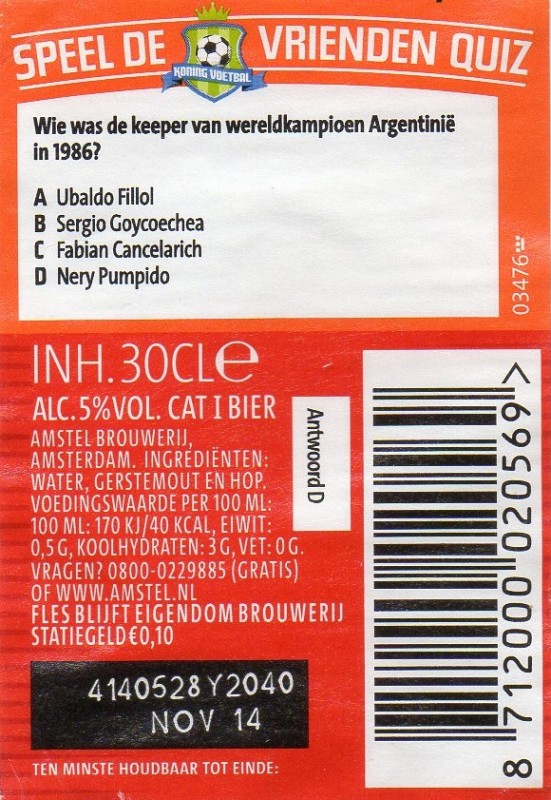 SPEEL DE VRIENDEN QUIZ
KONING VOETBAL
Wie was de keeper van wereldkampioen Argentinië
in 1986?
A Ubaldo Fillol
B Sergio Goycoechea
C Fabian Cancelarich
D Nery Pumpido
03476
INH. 30CL℮
ALC. 5%VOL. CAT I BIER
AMSTEL BROUWERIJ,
AMSTERDAM. INGREDIËNTEN:
WATER, GERSTEMOUT EN HOP.
VOEDINGSWAARDE PER 100 ML:
100 ML: 170 KJ/40 KCAL, EIWIT:
0,5 G, KOOLHYDRATEN: 3 G, VET: 0 G.
VRAGEN? 0800-0229885 (GRATIS)
OF WWW.AMSTEL.NL
FLES BLIJFT EIGENDOM BROUWERIJ
STATIEGELD €0,10
Antwoord D
4140528Y2040
NOV 14
TEN MINSTE HOUDBAAR TOT EINDE:
8 712000 020569 >